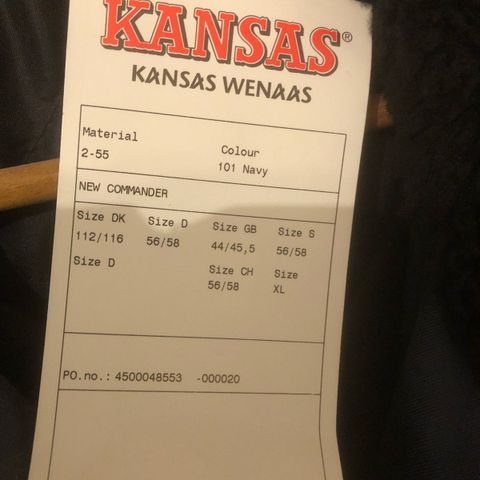 KANSAS®
KANSAS WENAAS
Material
2-55
Colour
101 Navy
NEW COMMANDER
Size DK Size D Size GB Size S
112/116 56/58 44/45,5 56/58
Size D Size CH Size
56/58 XL
PO.no.: 4500048553 -000020